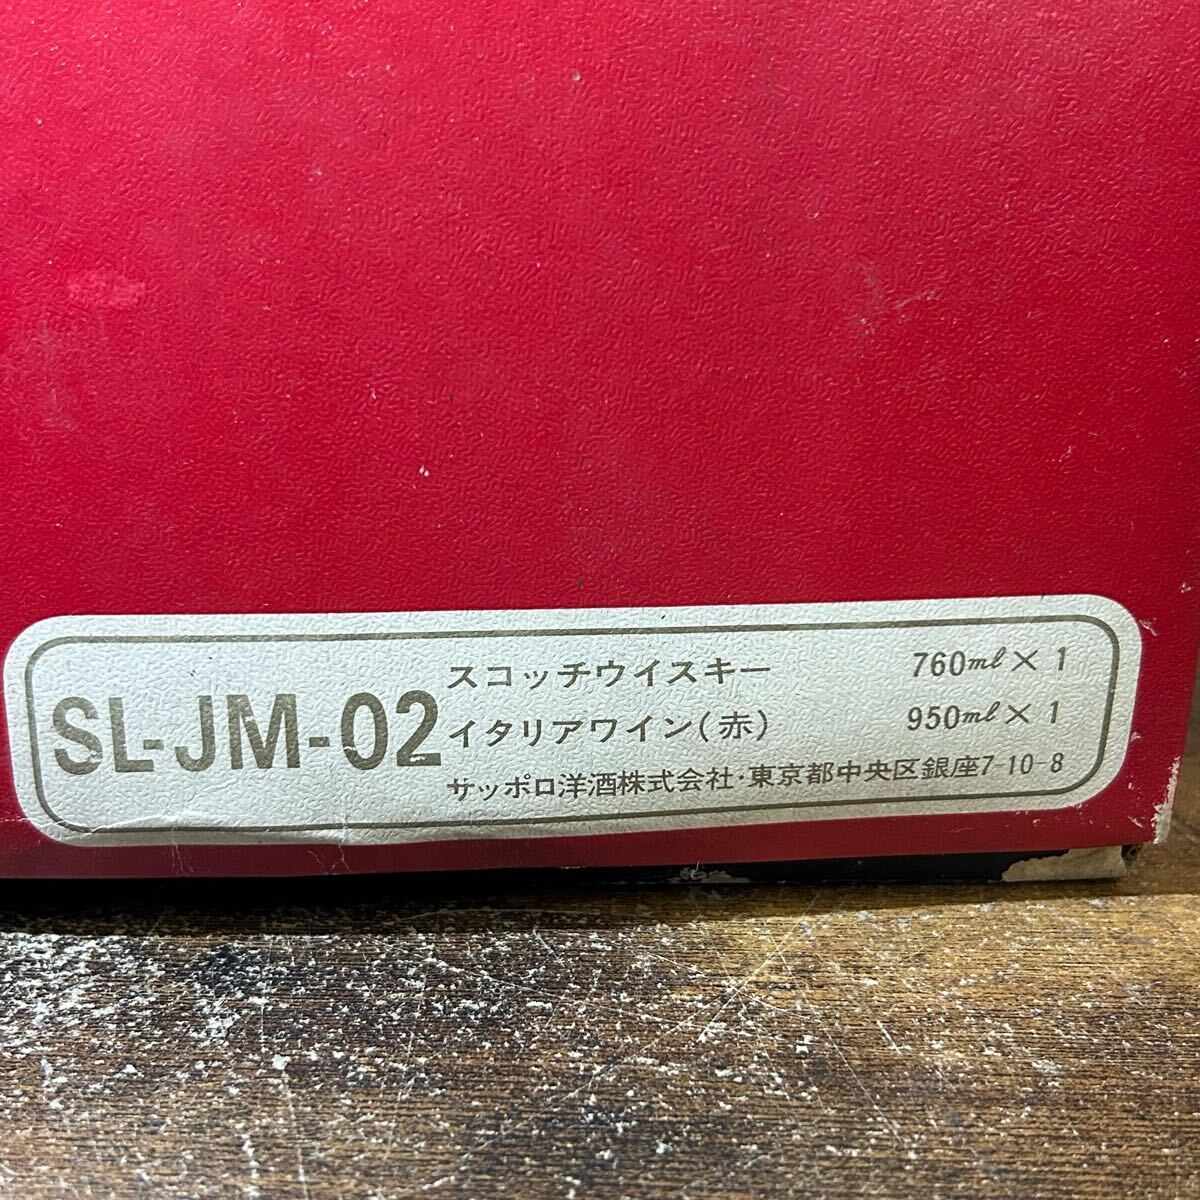 SL-JM-02
スコッチウイスキー 760ml×1
イタリアワイン(赤) 950ml×1
サッポロ洋酒株式会社・東京都中央区銀座7-10-8